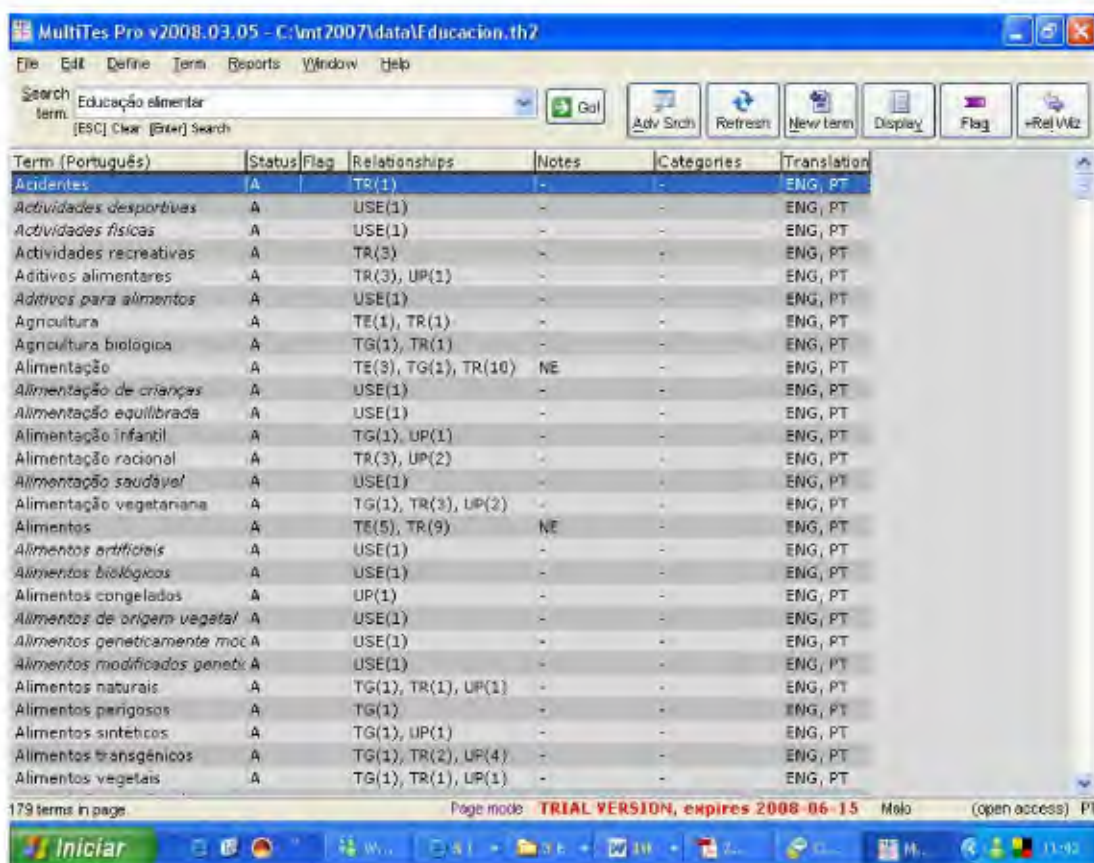 MultiTes Pro v2008.03.05 - C:\mt2007\data\Educacion.th2
File Edit Define Term Reports Window Help
Search term: Educação alimentar Go! Adv Srch Refresh New term Display Flag +Rel Wiz
[ESC] Clear [Enter] Search
Term (Português) Status Flag Relationships Notes Categories Translation
Acidentes A TR(1) - - ENG, PT
Actividades desportivas A USE(1) - - ENG, PT
Actividades físicas A USE(1) - - ENG, PT
Actividades recreativas A TR(3) - - ENG, PT
Aditivos alimentares A TR(3), UP(1) - - ENG, PT
Aditivos para alimentos A USE(1) - - ENG, PT
Agricultura A TE(1), TR(1) - - ENG, PT
Agricultura biológica A TG(1), TR(1) - - ENG, PT
Alimentação A TE(3), TG(1), TR(10) NE - ENG, PT
Alimentação de crianças A USE(1) - - ENG, PT
Alimentação equilibrada A USE(1) - - ENG, PT
Alimentação infantil A TG(1), UP(1) - - ENG, PT
Alimentação racional A TR(3), UP(2) - - ENG, PT
Alimentação saudável A USE(1) - - ENG, PT
Alimentação vegetariana A TG(1), TR(3), UP(2) - - ENG, PT
Alimentos A TE(5), TR(9) NE - ENG, PT
Alimentos artificiais A USE(1) - - ENG, PT
Alimentos biológicos A USE(1) - - ENG, PT
Alimentos congelados A UP(1) - - ENG, PT
Alimentos de origem vegetal A USE(1) - - ENG, PT
Alimentos geneticamente moc A USE(1) - - ENG, PT
Alimentos modificados genetic A USE(1) - - ENG, PT
Alimentos naturais A TG(1), TR(1), UP(1) - - ENG, PT
Alimentos perigosos A TG(1) - - ENG, PT
Alimentos sintéticos A TG(1), UP(1) - - ENG, PT
Alimentos transgénicos A TG(1), TR(2), UP(4) - - ENG, PT
Alimentos vegetais A TG(1), TR(1), UP(1) - - ENG, PT
179 terms in page Page mode TRIAL VERSION, expires 2008-06-15 Melo (open access) PT
Iniciar W... M...